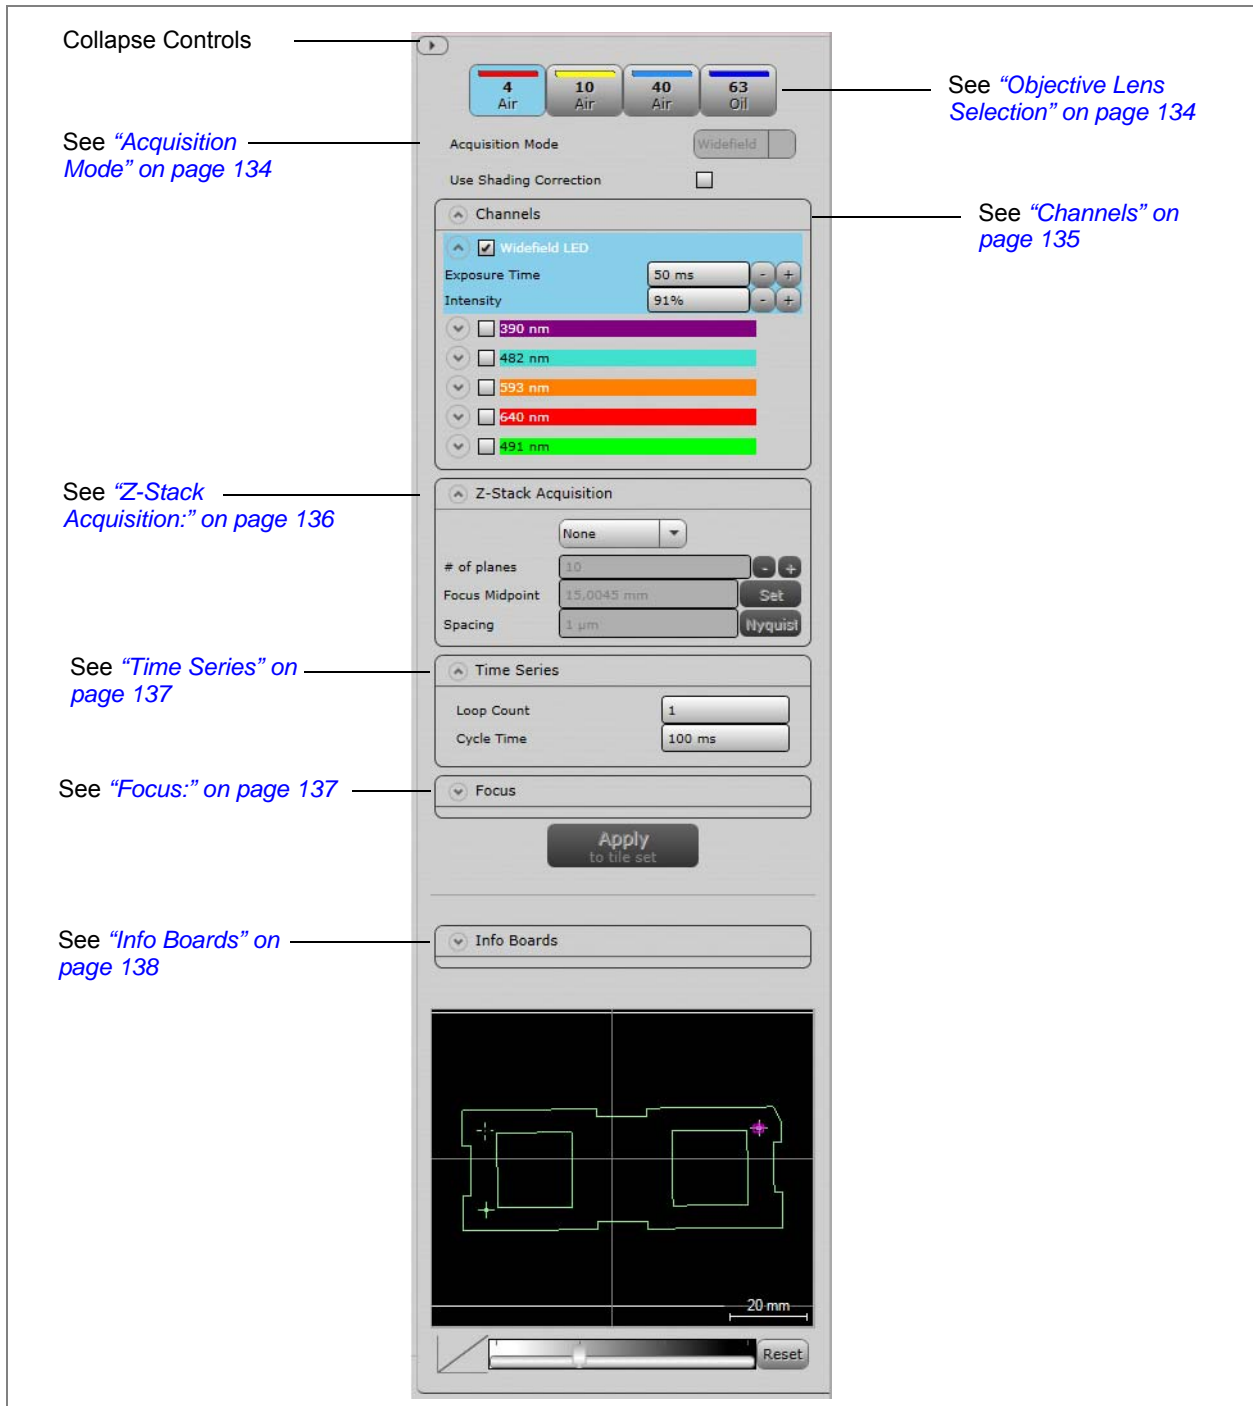 Collapse Controls
4
Air
10
Air
40
Air
63
Oil
See "Objective Lens
Selection" on page 134
See "Acquisition
Mode" on page 134
Acquisition Mode
Widefield
Use Shading Correction
Channels
See "Channels" on
page 135
Widefield LED
Exposure Time
50 ms
-
+
Intensity
91%
-
+
390 nm
482 nm
593 nm
640 nm
491 nm
See "Z-Stack
Acquisition:" on page 136
Z-Stack Acquisition
None
# of planes
10
-
+
Focus Midpoint
15,0045 mm
Set
Spacing
1 µm
Nyquist
See "Time Series" on
page 137
Time Series
Loop Count
1
Cycle Time
100 ms
See "Focus:" on page 137
Focus
Apply
to tile set
See "Info Boards" on
page 138
Info Boards
20 mm
Reset